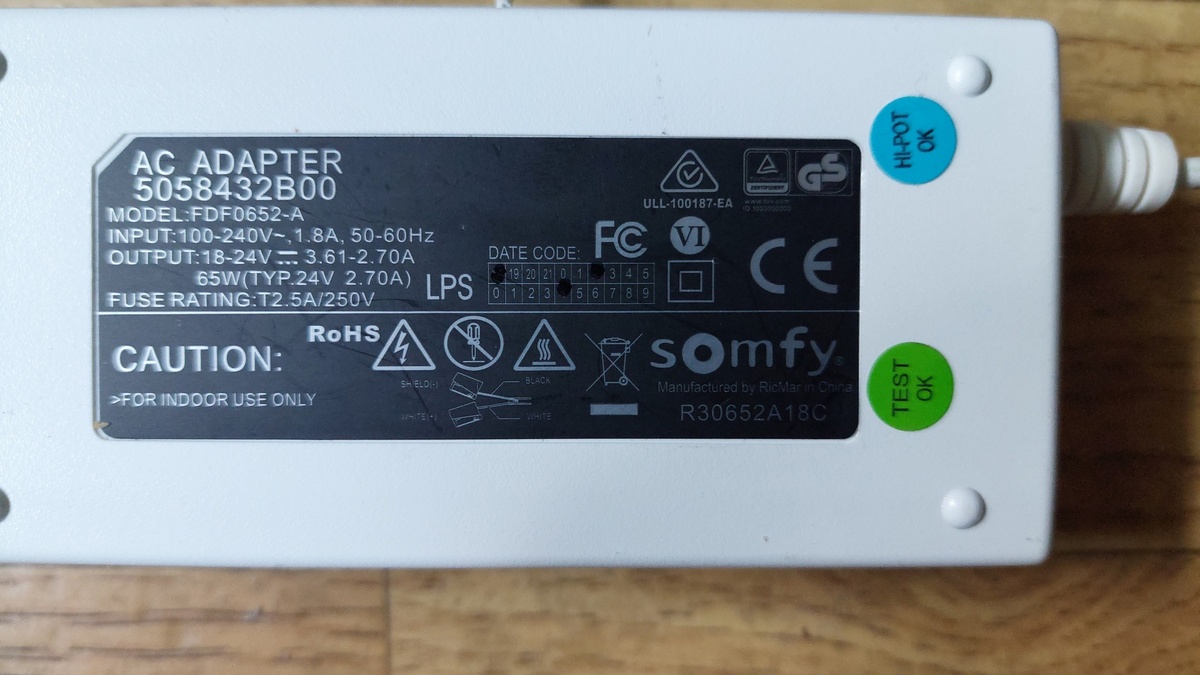 AC ADAPTER
5058432B00
MODEL:FDF0652-A
INPUT:100-240V~,1.8A, 50-60Hz
OUTPUT:18-24V ⎓ 3.61-2.70A
65W(TYP.24V 2.70A)
FUSE RATING:T2.5A/250V
LPS
DATE CODE:
19 20 21 0 1 3 4 5
0 1 2 3 5 6 7 8 9
FC
VI
ULL-100187-EA
ZERTIFIZIERT
GS
CE
HI-POT
OK
CAUTION:
>FOR INDOOR USE ONLY
RoHS
SHIELD(-)
BLACK
WHITE(+)
WHITE
somfy®
Manufactured by RicMar in China
R30652A18C
TEST
OK